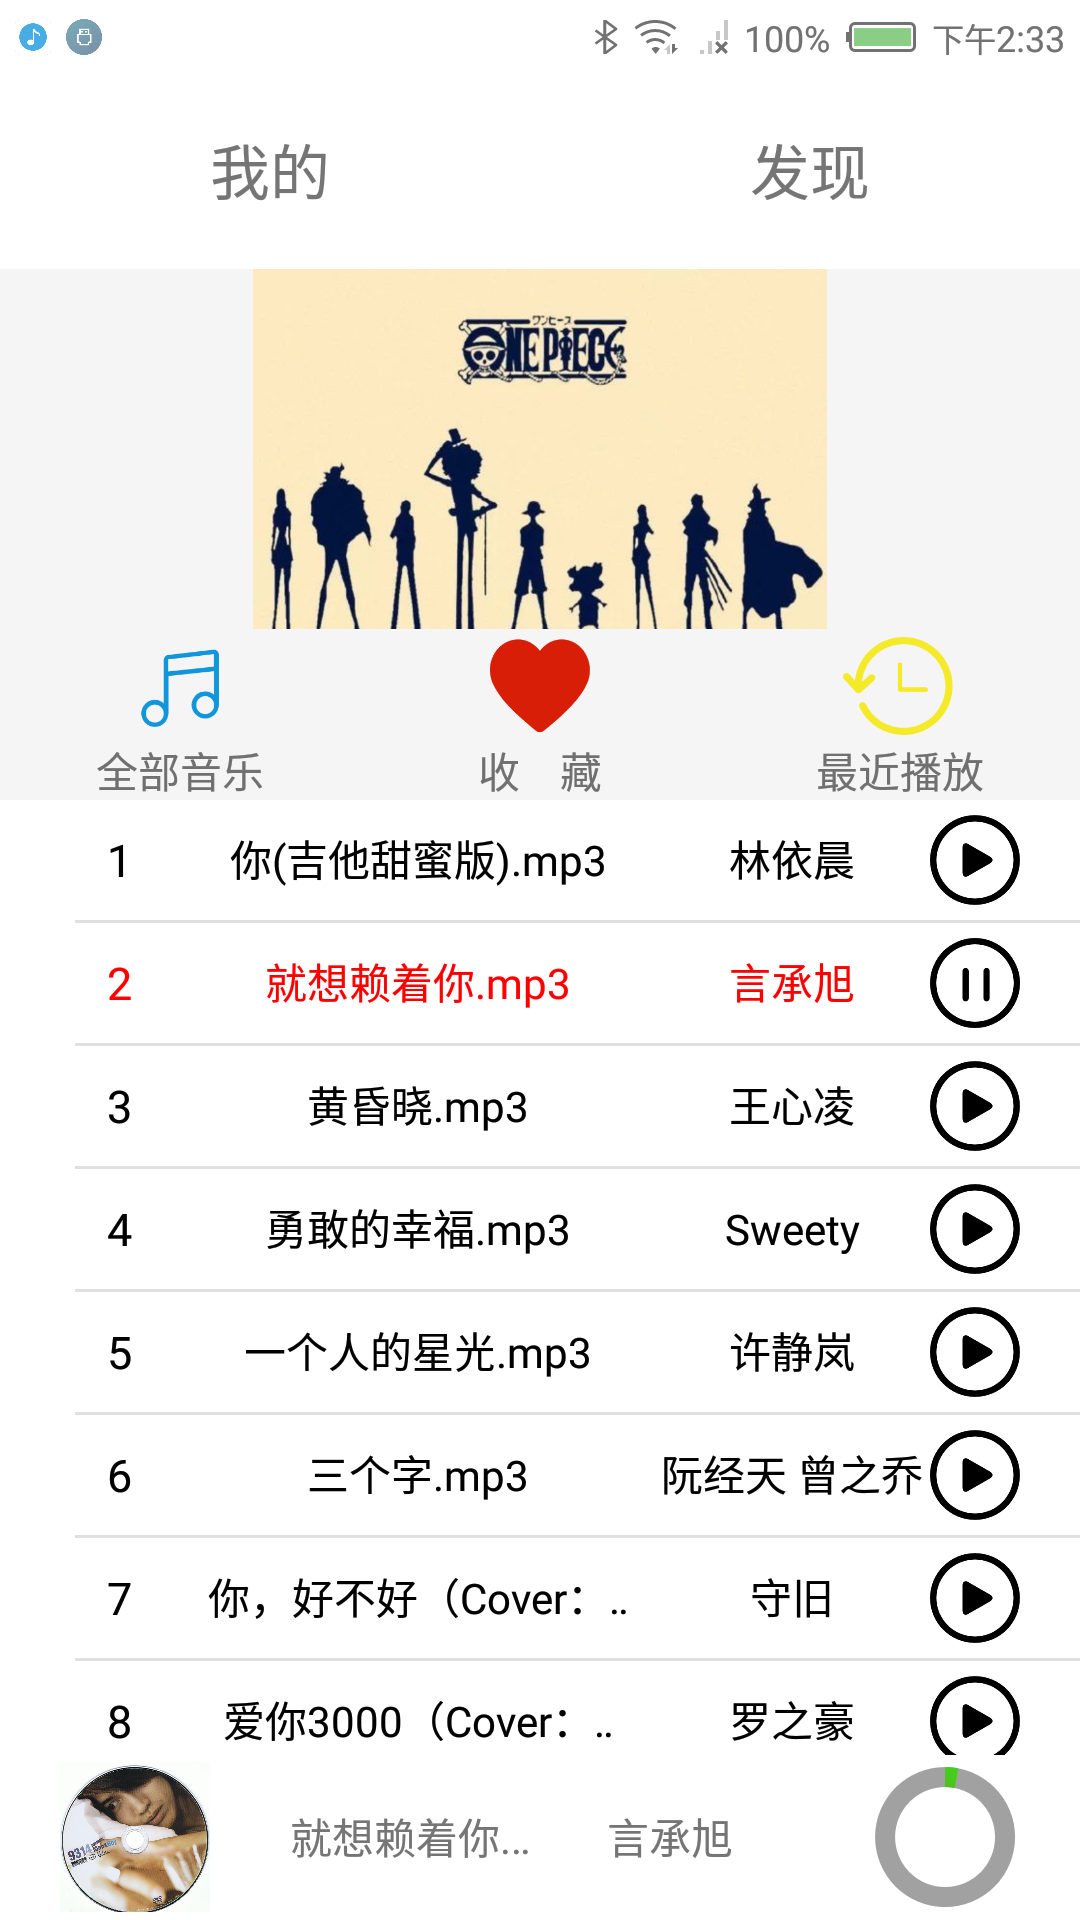 100% 下午2:33
我的 发现
ワンピース
ONE PIECE
全部音乐 收 藏 最近播放
1 你(吉他甜蜜版).mp3 林依晨
2 就想赖着你.mp3 言承旭
3 黄昏晓.mp3 王心凌
4 勇敢的幸福.mp3 Sweety
5 一个人的星光.mp3 许静岚
6 三个字.mp3 阮经天 曾之乔
7 你，好不好（Cover：..
守旧
8 爱你3000（Cover：..
罗之豪
就想赖着你... 言承旭